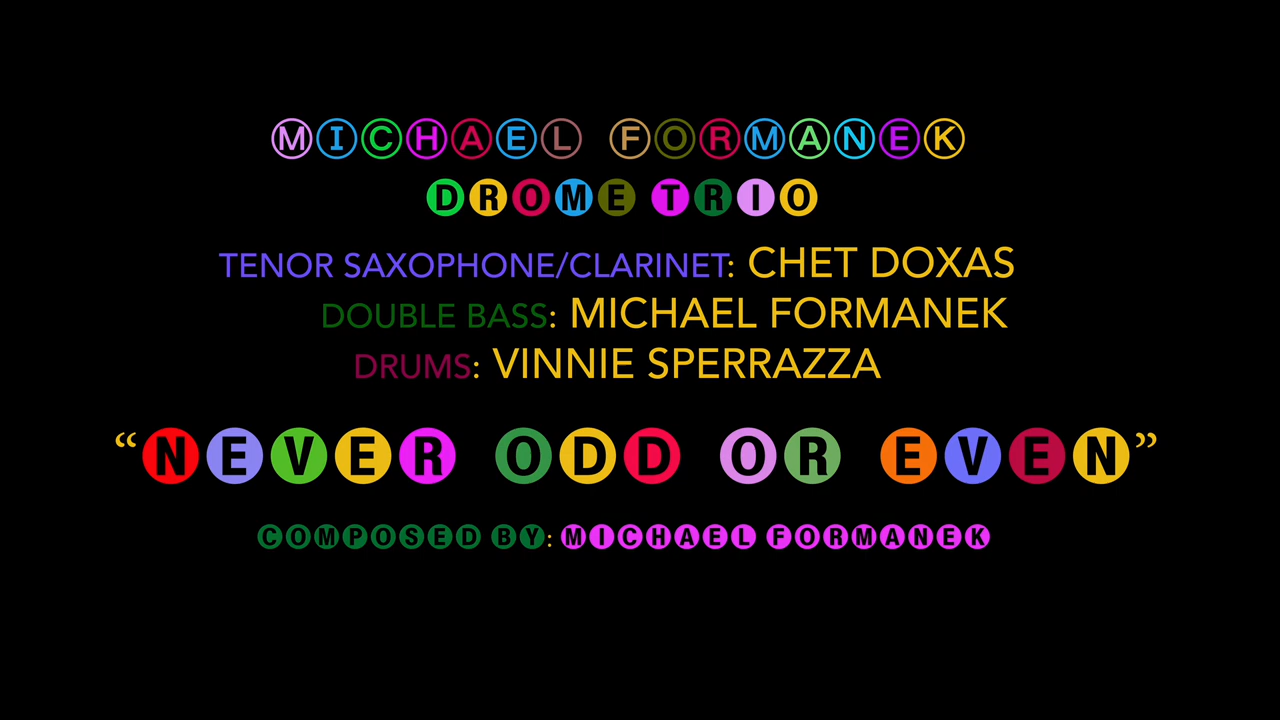 MICHAEL FORMANEK
DROME TRIO
TENOR SAXOPHONE/CLARINET: CHET DOXAS
DOUBLE BASS: MICHAEL FORMANEK
DRUMS: VINNIE SPERRAZZA
“NEVER ODD OR EVEN”
COMPOSED BY: MICHAEL FORMANEK